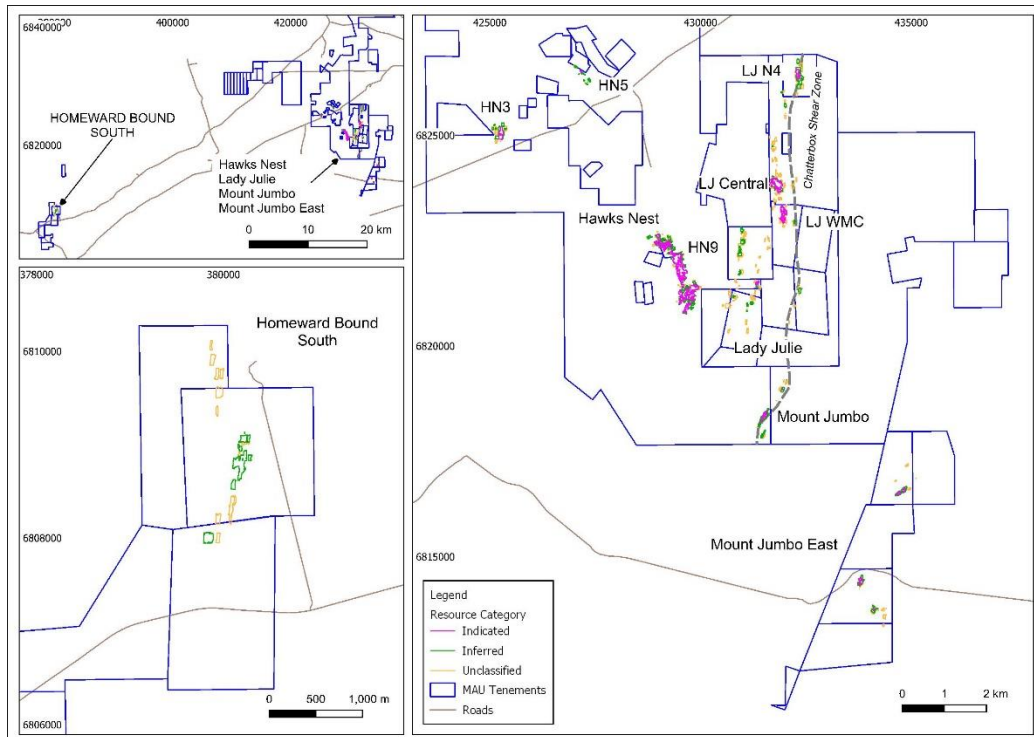 400000
420000
6840000
HOMEWARD BOUND
SOUTH
6820000
Hawks Nest
Lady Julie
Mount Jumbo
Mount Jumbo East
0 10 20 km
378000
380000
Homeward Bound
South
6810000
6808000
0 500 1,000 m
6806000
425000
430000
435000
LJ N4
HN5
Chatterbox Shear Zone
HN3
6825000
LJ Central
LJ WMC
Hawks Nest
HN9
6820000
Lady Julie
Mount Jumbo
6815000
Mount Jumbo East
Legend
Resource Category
Indicated
Inferred
Unclassified
MAU Tenements
Roads
0 1 2 km